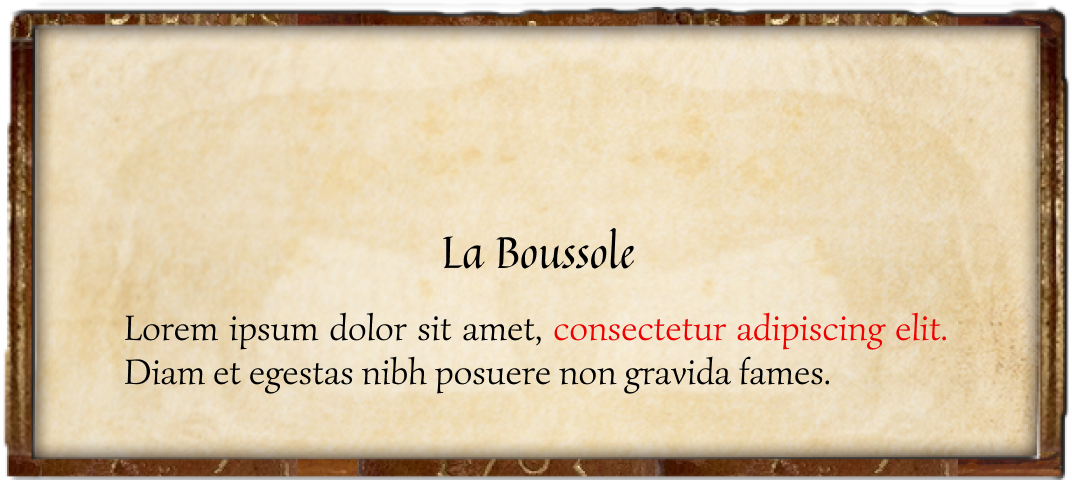 La Boussole
Lorem ipsum dolor sit amet, consectetur adipiscing elit.
Diam et egestas nibh posuere non gravida fames.